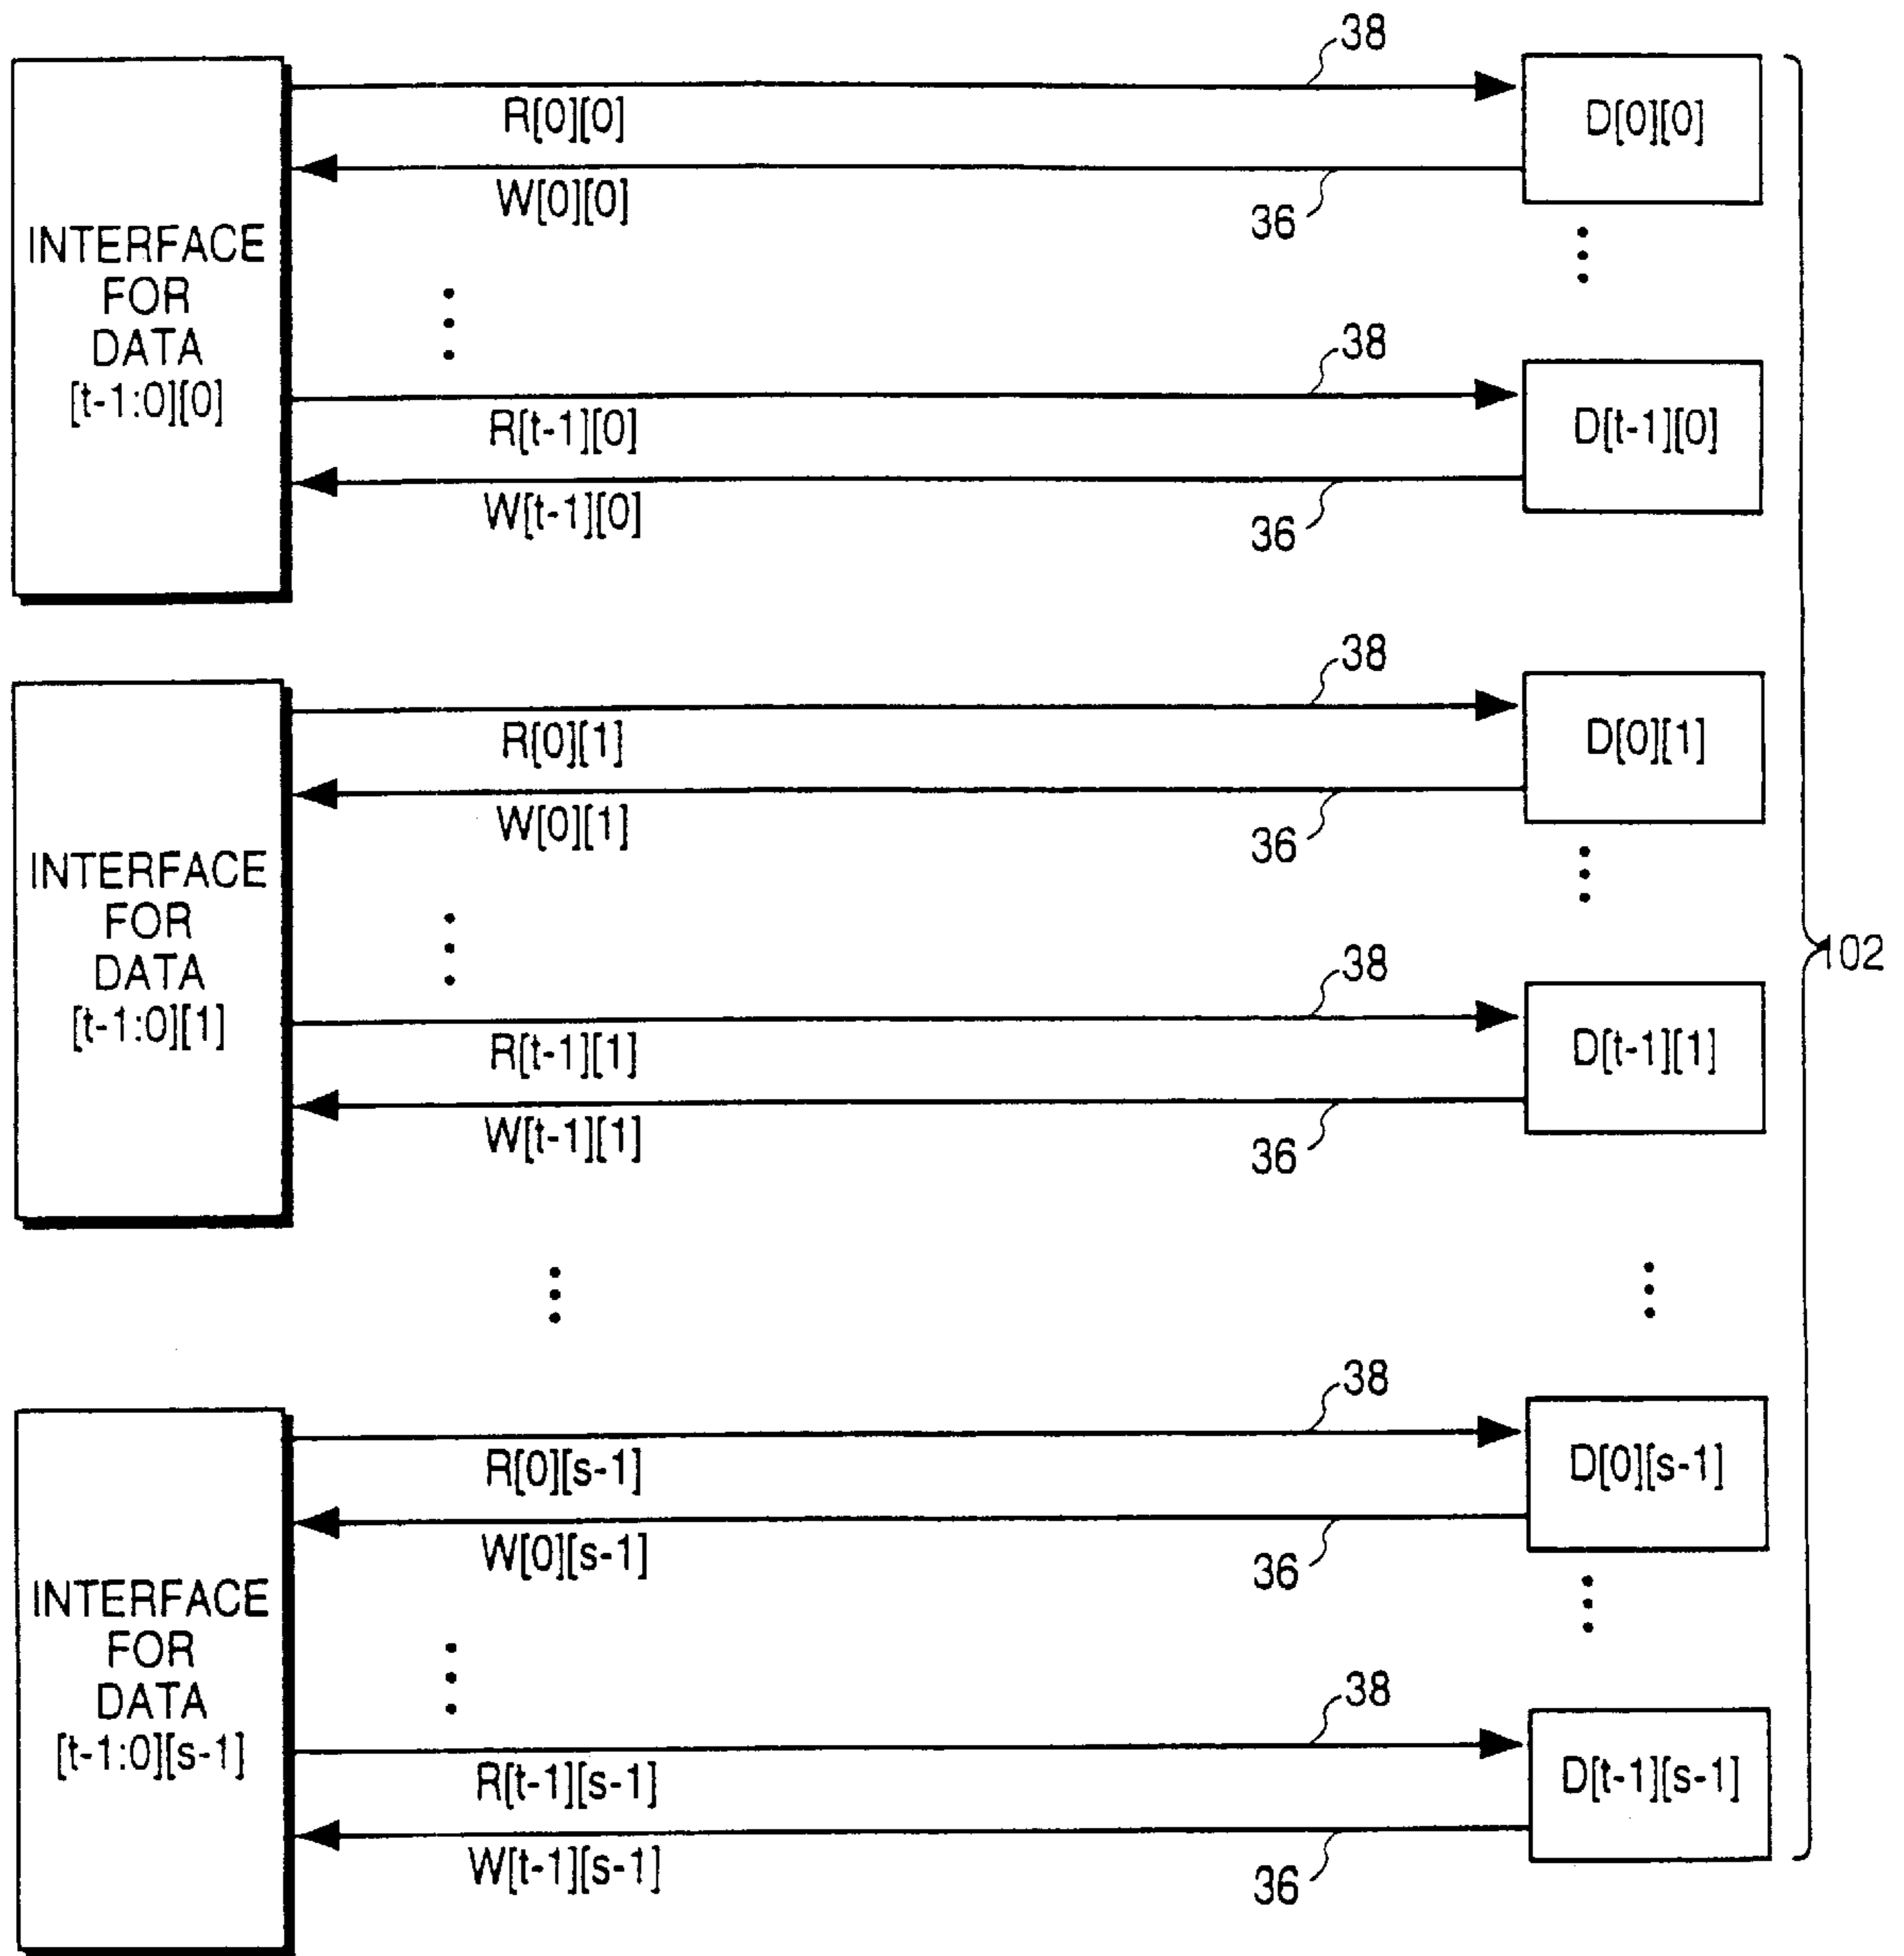 38
R[0][0]
D[0][0]
W[0][0]
36
INTERFACE
FOR
DATA
[t-1:0][0]
38
R[t-1][0]
D[t-1][0]
W[t-1][0]
36
38
R[0][1]
D[0][1]
W[0][1]
36
INTERFACE
FOR
DATA
[t-1:0][1]
102
38
R[t-1][1]
D[t-1][1]
W[t-1][1]
36
38
R[0][s-1]
D[0][s-1]
W[0][s-1]
36
INTERFACE
FOR
DATA
[t-1:0][s-1]
38
R[t-1][s-1]
D[t-1][s-1]
W[t-1][s-1]
36